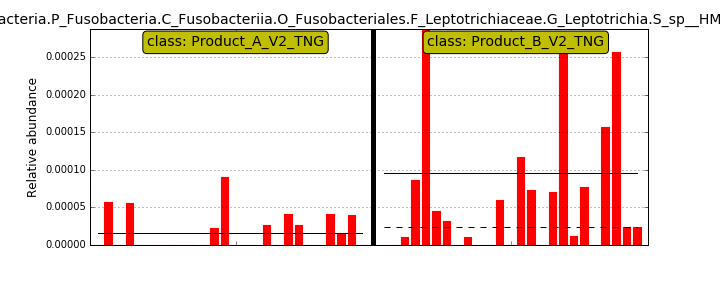 acteria.P_Fusobacteria.C_Fusobacteriia.O_Fusobacteriales.F_Leptotrichiaceae.G_Leptotrichia.S_sp__HM
class: Product_A_V2_TNG
class: Product_B_V2_TNG
Relative abundance
0.00025
0.00020
0.00015
0.00010
0.00005
0.00000